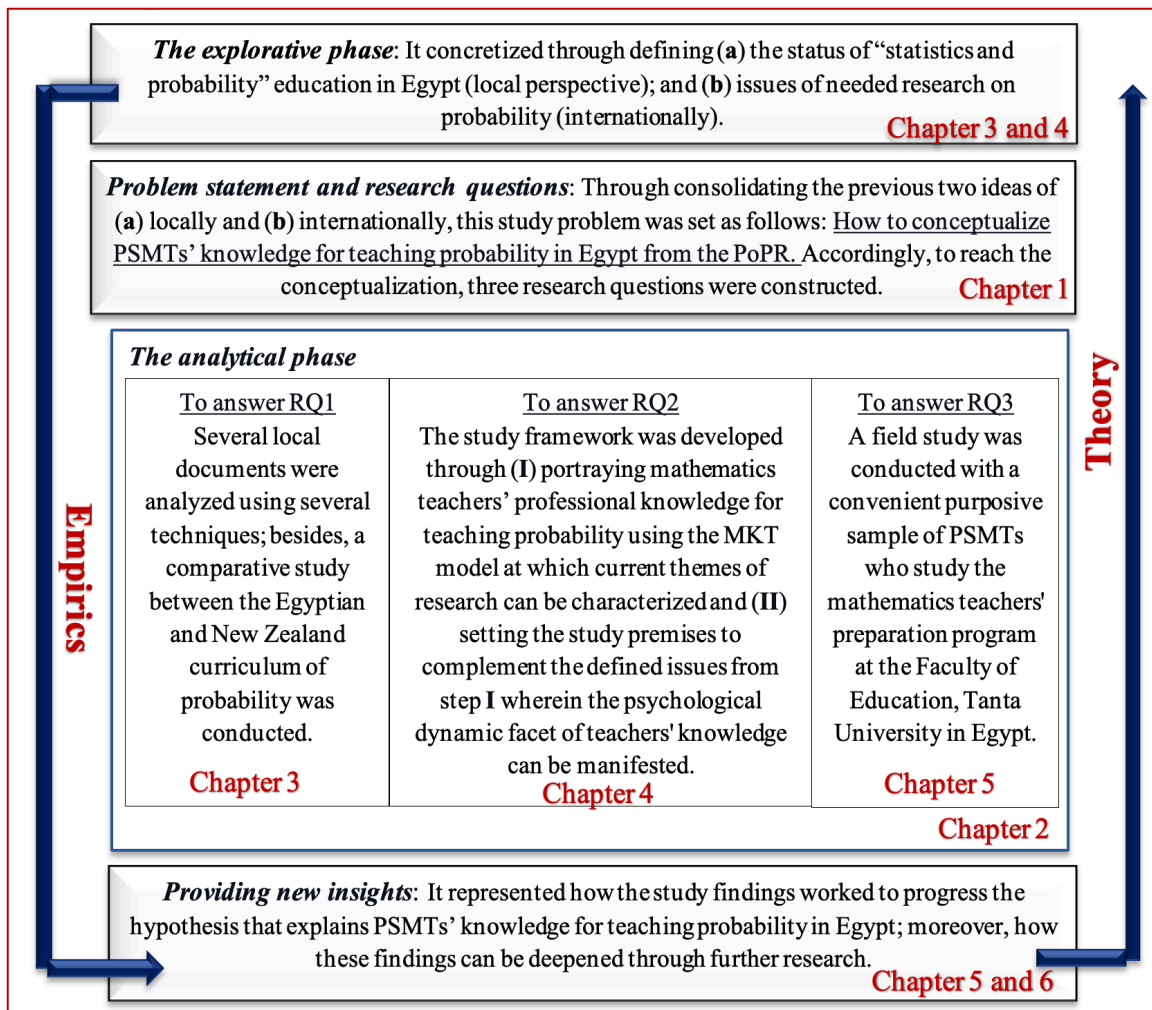 The explorative phase: It concretized through defining (a) the status of “statistics and
probability” education in Egypt (local perspective); and (b) issues of needed research on
probability (internationally).
Chapter 3 and 4
Problem statement and research questions: Through consolidating the previous two ideas of
(a) locally and (b) internationally, this study problem was set as follows: How to conceptualize
PSMTs’ knowledge for teaching probability in Egypt from the PoPR. Accordingly, to reach the
conceptualization, three research questions were constructed.
Chapter 1
The analytical phase
To answer RQ1
Several local
documents were
analyzed using several
techniques; besides, a
comparative study
between the Egyptian
and New Zealand
curriculum of
probability was
conducted.
Chapter 3
To answer RQ2
The study framework was developed
through (I) portraying mathematics
teachers’ professional knowledge for
teaching probability using the MKT
model at which current themes of
research can be characterized and (II)
setting the study premises to
complement the defined issues from
step I wherein the psychological
dynamic facet of teachers' knowledge
can be manifested.
Chapter 4
To answer RQ3
A field study was
conducted with a
convenient purposive
sample of PSMTs
who study the
mathematics teachers'
preparation program
at the Faculty of
Education, Tanta
University in Egypt.
Chapter 5
Chapter 2
Providing new insights: It represented how the study findings worked to progress the
hypothesis that explains PSMTs’ knowledge for teaching probability in Egypt; moreover, how
these findings can be deepened through further research.
Chapter 5 and 6
Empirics
Theory